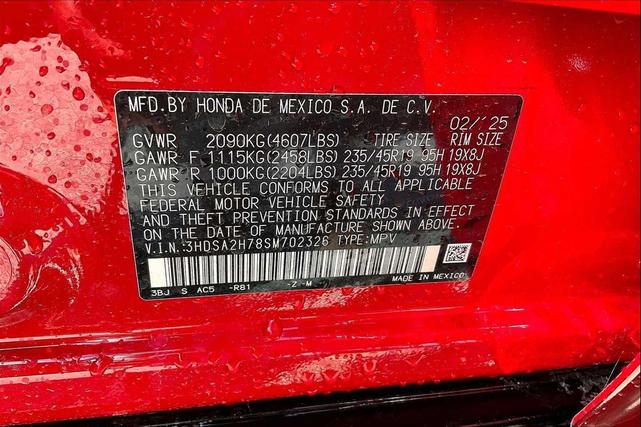 MFD.BY HONDA DE MEXICO S.A. DE C.V.
02/'25
GVWR 2090KG(4607LBS) TIRE SIZE RIM SIZE
GAWR F 1115KG(2458LBS) 235/45R19 95H 19X8J
GAWR R 1000KG(2204LBS) 235/45R19 95H 19X8J
THIS VEHICLE CONFORMS TO ALL APPLICABLE
FEDERAL MOTOR VEHICLE SAFETY
AND THEFT PREVENTION STANDARDS IN EFFECT
ON THE DATE OF MANUFACTURE SHOWN ABOVE.
V.I.N.:3HDSA2H78SM702326 TYPE:MPV
MADE IN MEXICO
3BJ S AC5 -R81 -Z -M